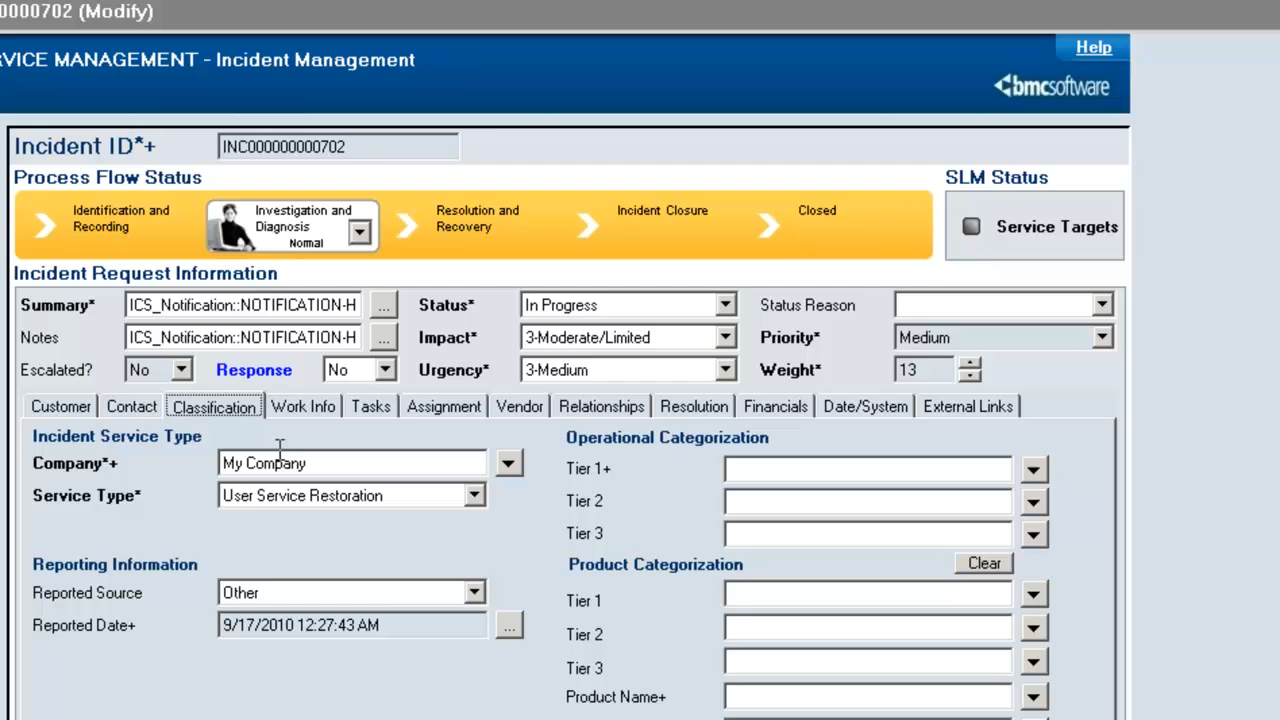 0000702 (Modify)
Help
VICE MANAGEMENT - Incident Management
bmcsoftware
Incident ID*+ INC000000000702
Process Flow Status SLM Status
Identification and Recording
Investigation and Diagnosis
Normal
Resolution and Recovery
Incident Closure
Closed
Service Targets
Incident Request Information
Summary* ICS_Notification::NOTIFICATION-H ... Status* In Progress Status Reason
Notes ICS_Notification::NOTIFICATION-H ... Impact* 3-Moderate/Limited Priority* Medium
Escalated? No Response No Urgency* 3-Medium Weight* 13
Customer Contact Classification Work Info Tasks Assignment Vendor Relationships Resolution Financials Date/System External Links
Incident Service Type Operational Categorization
Company*+ My Company Tier 1+
Service Type* User Service Restoration Tier 2
Tier 3
Reporting Information Product Categorization Clear
Reported Source Other Tier 1
Reported Date+ 9/17/2010 12:27:43 AM ... Tier 2
Tier 3
Product Name+